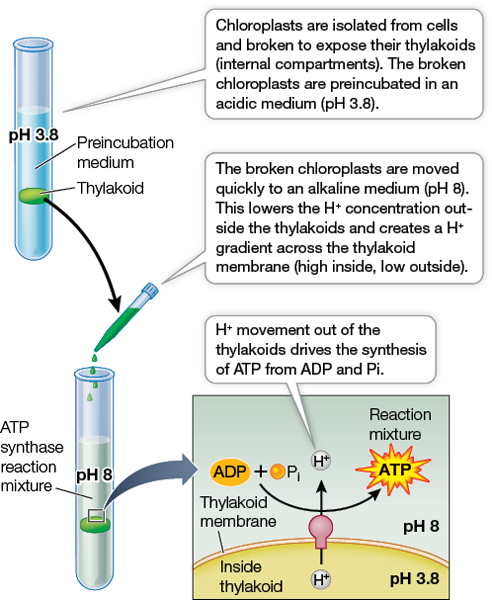 Chloroplasts are isolated from cells
and broken to expose their thylakoids
(internal compartments). The broken
chloroplasts are preincubated in an
acidic medium (pH 3.8).
pH 3.8
Preincubation
medium
Thylakoid
The broken chloroplasts are moved
quickly to an alkaline medium (pH 8).
This lowers the H⁺ concentration out-
side the thylakoids and creates a H⁺
gradient across the thylakoid
membrane (high inside, low outside).
H⁺ movement out of the
thylakoids drives the synthesis
of ATP from ADP and Pi.
ATP
synthase
reaction
mixture
pH 8
Reaction
mixture
ADP + Pᵢ
H⁺
ATP
Thylakoid
membrane
pH 8
Inside
thylakoid
H⁺
pH 3.8